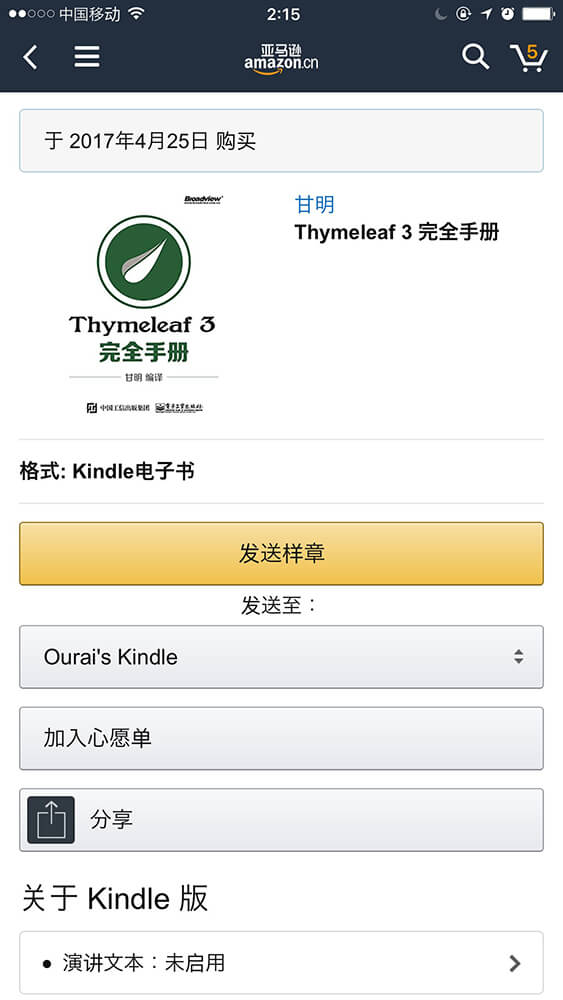 中国移动
2:15
亚马逊
amazon.cn
5
于 2017年4月25日 购买
Broadview®
甘明
Thymeleaf 3 完全手册
Thymeleaf 3
完全手册
甘明 编译
中国工信出版集团
电子工业出版社
格式: Kindle电子书
发送样章
发送至：
Ourai's Kindle
加入心愿单
分享
关于 Kindle 版
• 演讲文本：未启用